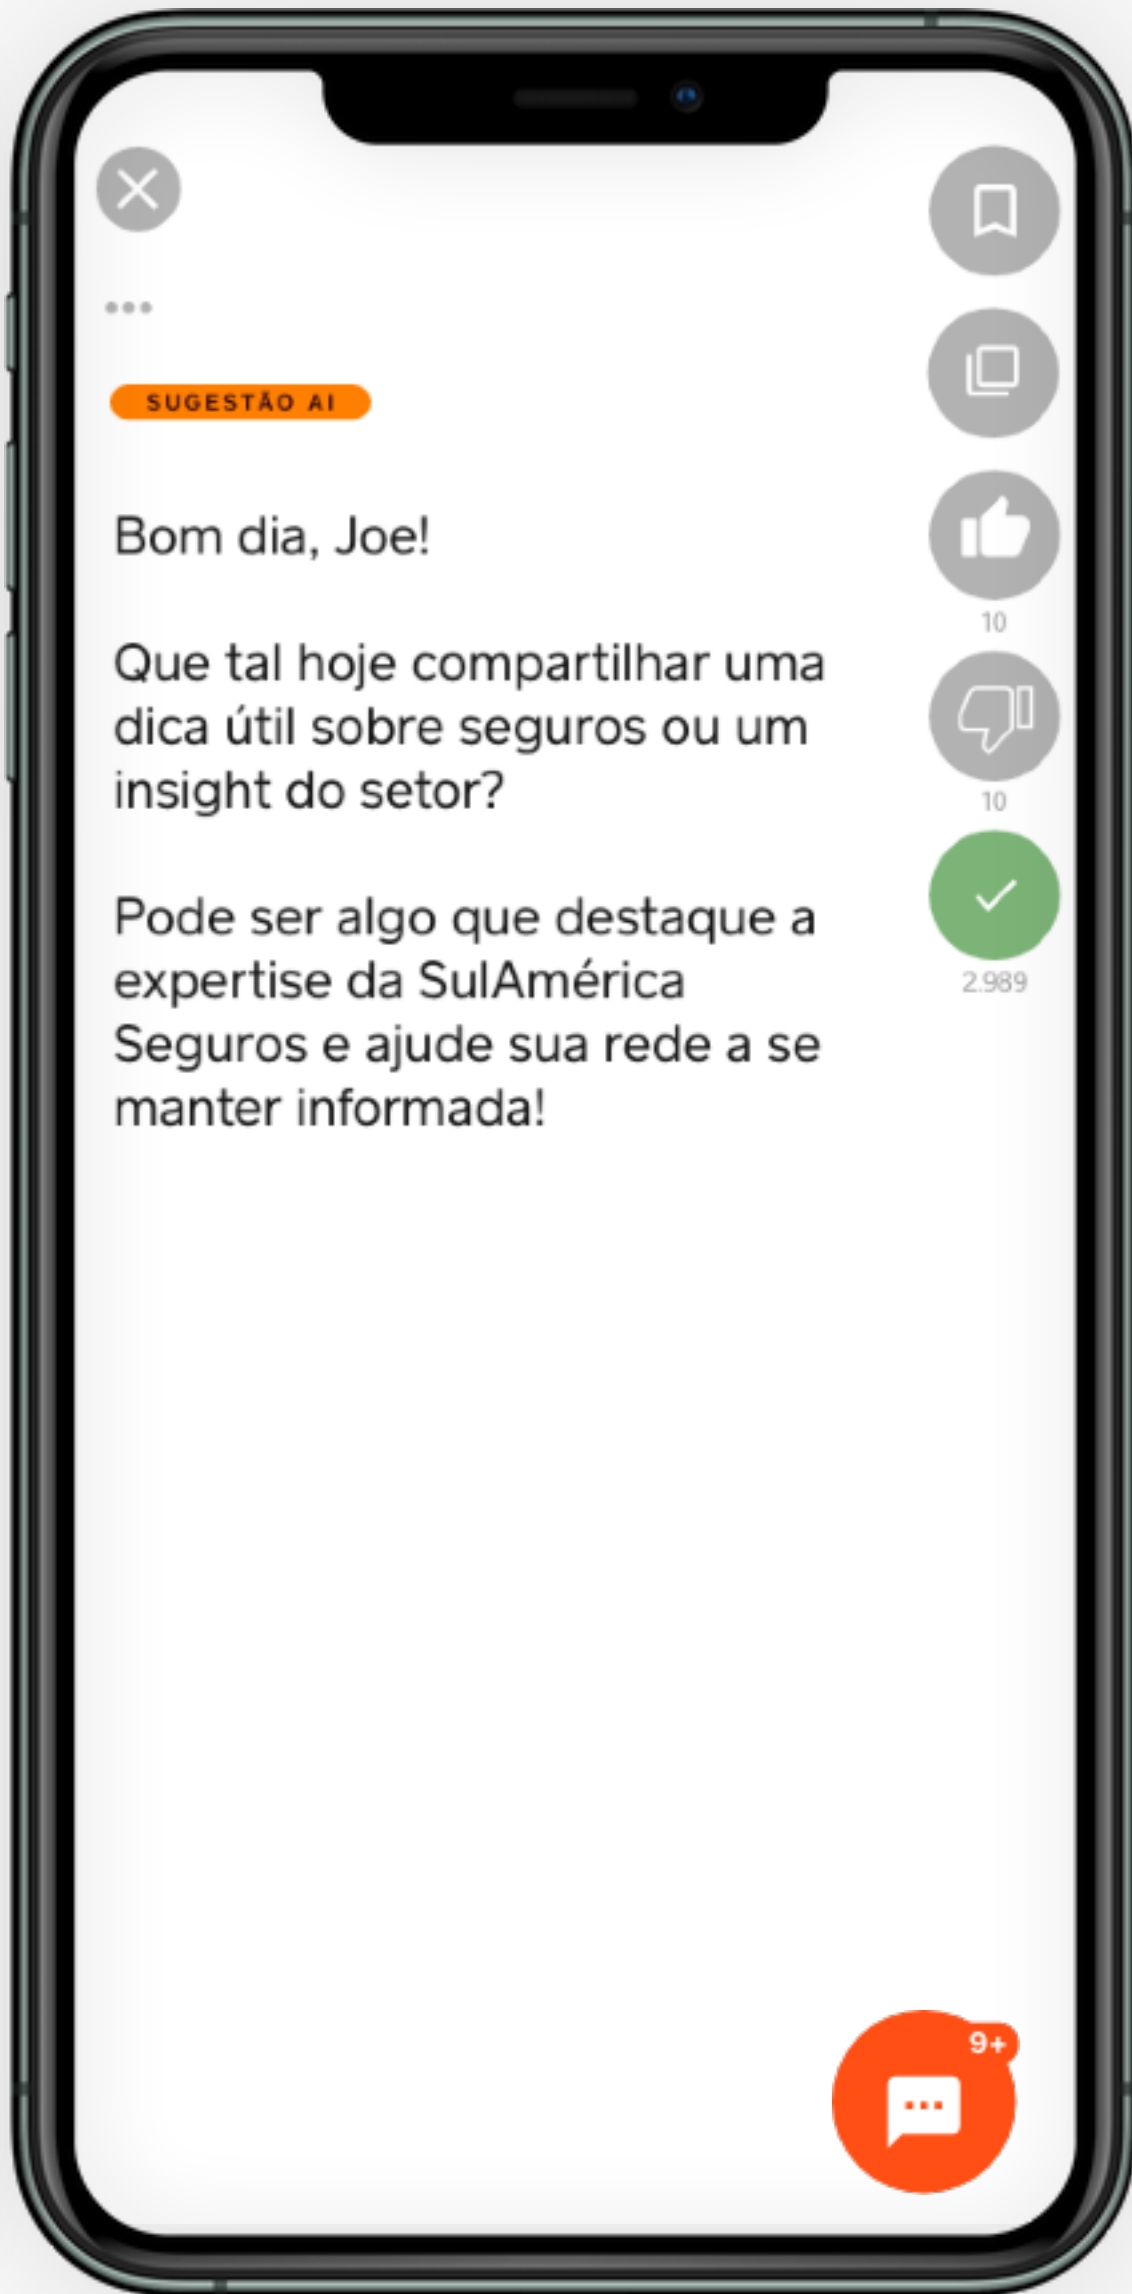 SUGESTÃO AI
Bom dia, Joe!
Que tal hoje compartilhar uma
dica útil sobre seguros ou um
insight do setor?
Pode ser algo que destaque a
expertise da SulAmérica
Seguros e ajude sua rede a se
manter informada!
10
10
2.989
9+